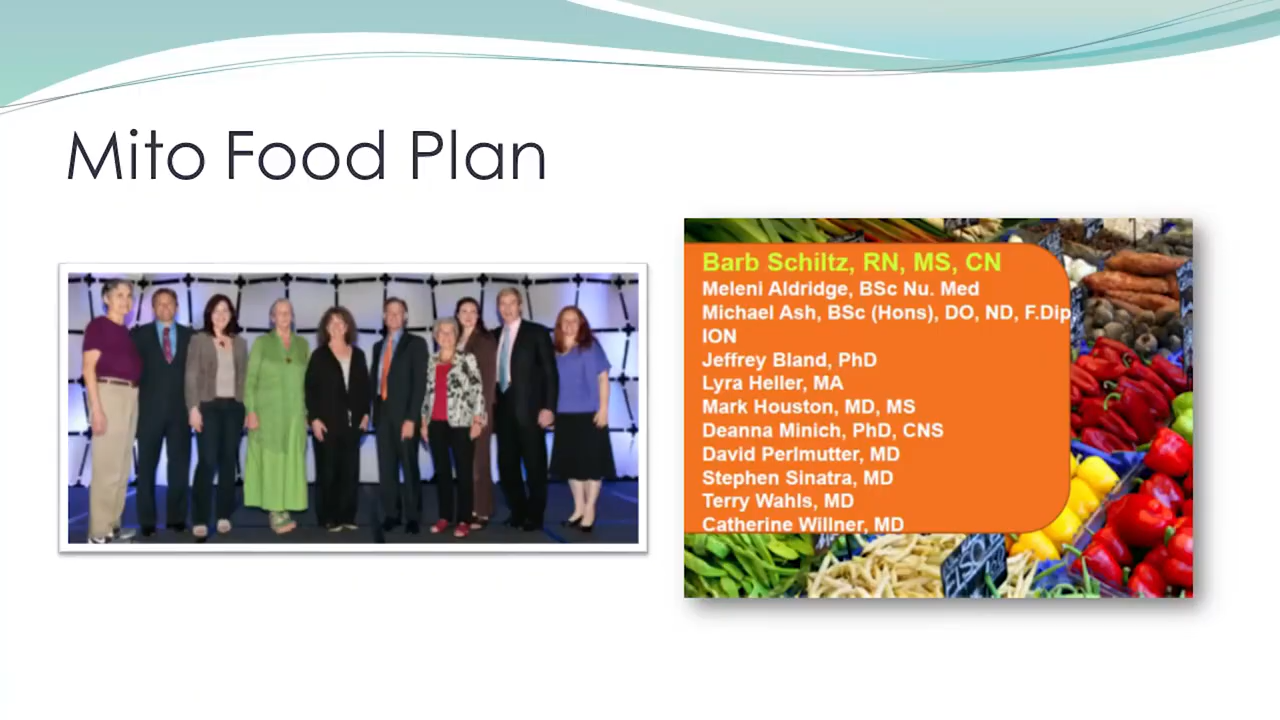 Mito Food Plan
Barb Schiltz, RN, MS, CN
Meleni Aldridge, BSc Nu. Med
Michael Ash, BSc (Hons), DO, ND, F.Dip,
ION
Jeffrey Bland, PhD
Lyra Heller, MA
Mark Houston, MD, MS
Deanna Minich, PhD, CNS
David Perlmutter, MD
Stephen Sinatra, MD
Terry Wahls, MD
Catherine Willner, MD